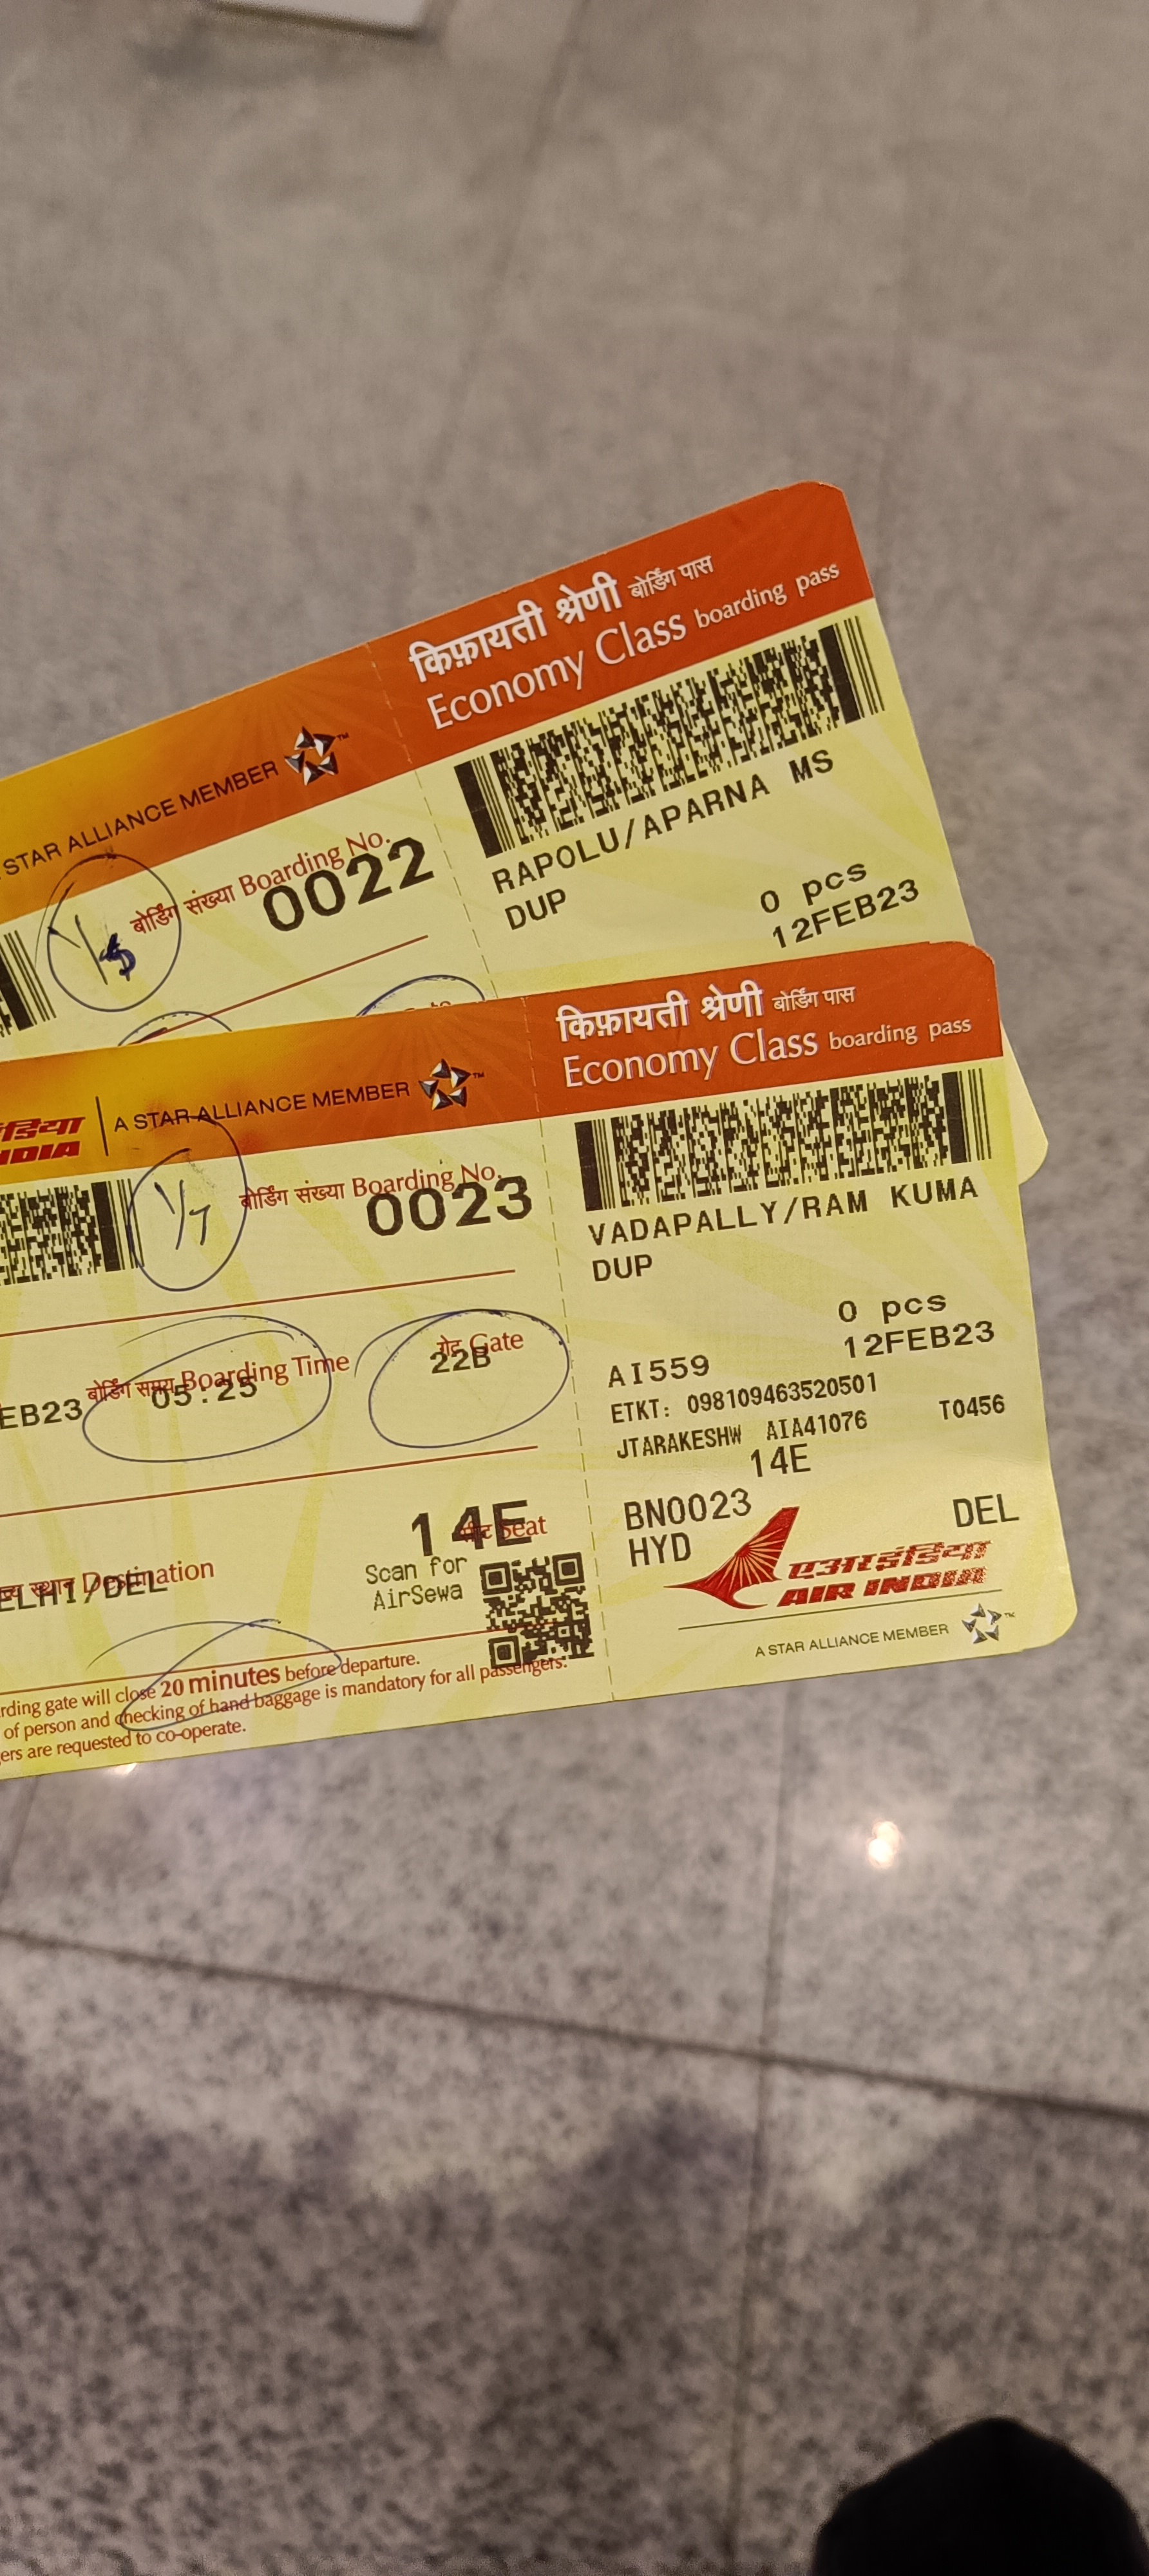 किफ़ायती श्रेणी बोर्डिंग पास
Economy Class boarding pass
STAR ALLIANCE MEMBER
बोर्डिंग संख्या Boarding No.
0022
RAPOLU/APARNA MS
DUP
0 pcs
12FEB23
किफ़ायती श्रेणी बोर्डिंग पास
Economy Class boarding pass
A STAR ALLIANCE MEMBER
1/7
बोर्डिंग संख्या Boarding No.
0023
बोर्डिंग समय Boarding Time
05:25
गेट Gate
22B
EB23
14E
सीट Seat
Destination
ELHI/DEL
Scan for
AirSewa
rding gate will close 20 minutes before departure.
of person and checking of hand baggage is mandatory for all passengers.
ers are requested to co-operate.
VADAPALLY/RAM KUMA
DUP
0 pcs
12FEB23
AI559
ETKT: 098109463520501
JTARAKESHW AIA41076 T0456
14E
BN0023
HYD DEL
एअर इंडिया
AIR INDIA
A STAR ALLIANCE MEMBER